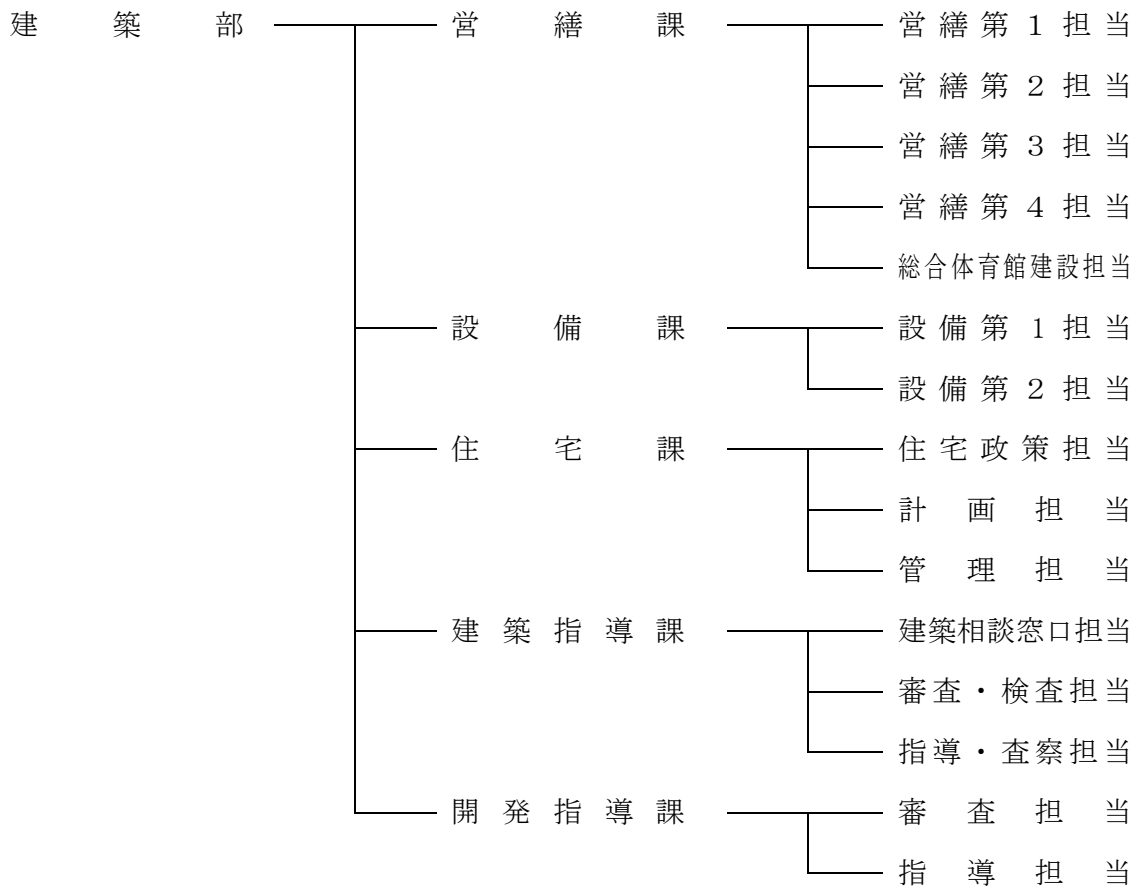 建築部 営繕課 営繕第１担当
営繕第２担当
営繕第３担当
営繕第４担当
総合体育館建設担当
設備課 設備第１担当
設備第２担当
住宅課 住宅政策担当
計画担当
管理担当
建築指導課 建築相談窓口担当
審査・検査担当
指導・査察担当
開発指導課 審査担当
指導担当